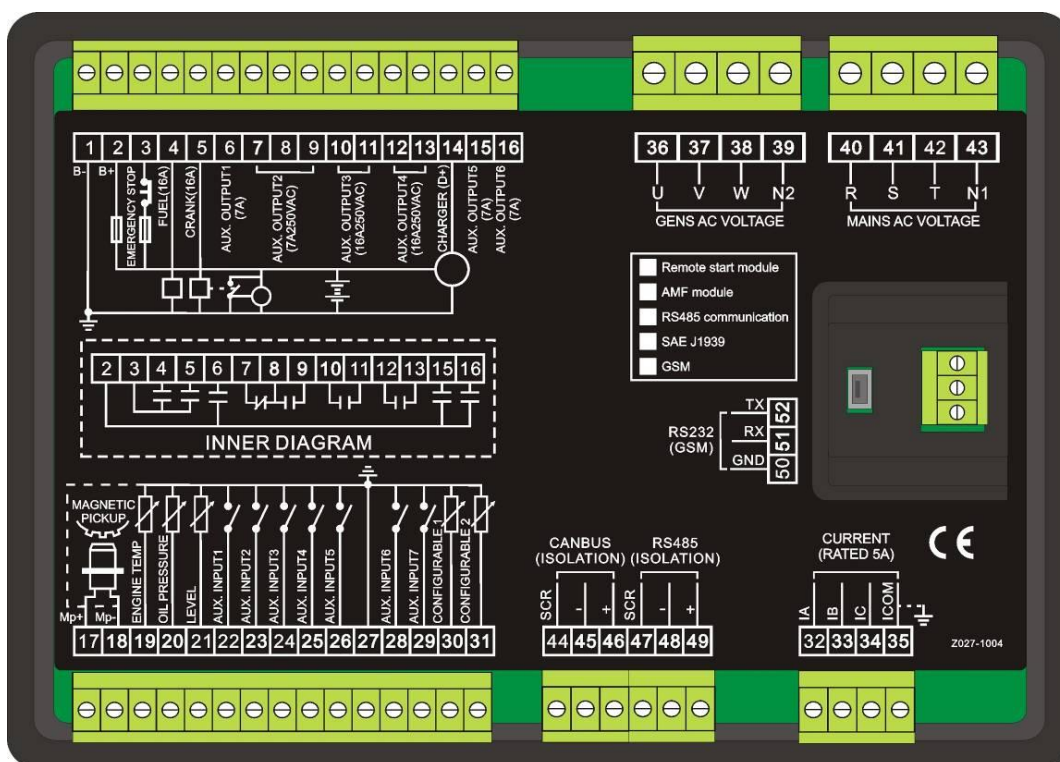 1 2 3 4 5 6 7 8 9 10 11 12 13 14 15 16
B-
B+
EMERGENCY STOP
FUEL(16A)
CRANK(16A)
AUX. OUTPUT1
(7A)
AUX. OUTPUT2
(7A250VAC)
AUX. OUTPUT3
(16A250VAC)
AUX. OUTPUT4
(16A250VAC)
CHARGER (D+)
AUX. OUTPUT5
(7A)
AUX. OUTPUT6
(7A)
36 37 38 39
U V W N2
GENS AC VOLTAGE
40 41 42 43
R S T N1
MAINS AC VOLTAGE
Remote start module
AMF module
RS485 communication
SAE J1939
GSM
2 3 4 5 6 7 8 9 10 11 12 13 15 16
INNER DIAGRAM
RS232
(GSM)
TX 52
RX 51
GND 50
MAGNETIC
PICKUP
Mp+ Mp-
ENGINE TEMP
OIL PRESSURE
LEVEL
AUX. INPUT1
AUX. INPUT2
AUX. INPUT3
AUX. INPUT4
AUX. INPUT5
AUX. INPUT6
AUX. INPUT7
CONFIGURABLE 1
CONFIGURABLE 2
17 18 19 20 21 22 23 24 25 26 27 28 29 30 31
CANBUS
(ISOLATION)
RS485
(ISOLATION)
SCR - + SCR - +
44 45 46 47 48 49
CURRENT
(RATED 5A)
IA IB IC ICOM
32 33 34 35
CE
Z027-1004